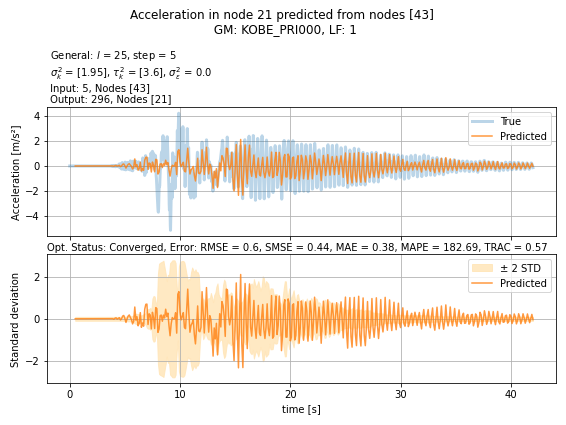 Acceleration in node 21 predicted from nodes [43]
GM: KOBE_PRI000, LF: 1
General: l = 25, step = 5
σ²ₖ = [1.95], τ²ₖ = [3.6], σ²ε = 0.0
Input: 5, Nodes [43]
Output: 296, Nodes [21]
Acceleration [m/s²]
4
2
0
−2
−4
True
Predicted
Opt. Status: Converged, Error: RMSE = 0.6, SMSE = 0.44, MAE = 0.38, MAPE = 182.69, TRAC = 0.57
Standard deviation
2
0
−2
± 2 STD
Predicted
0
10
20
30
40
time [s]